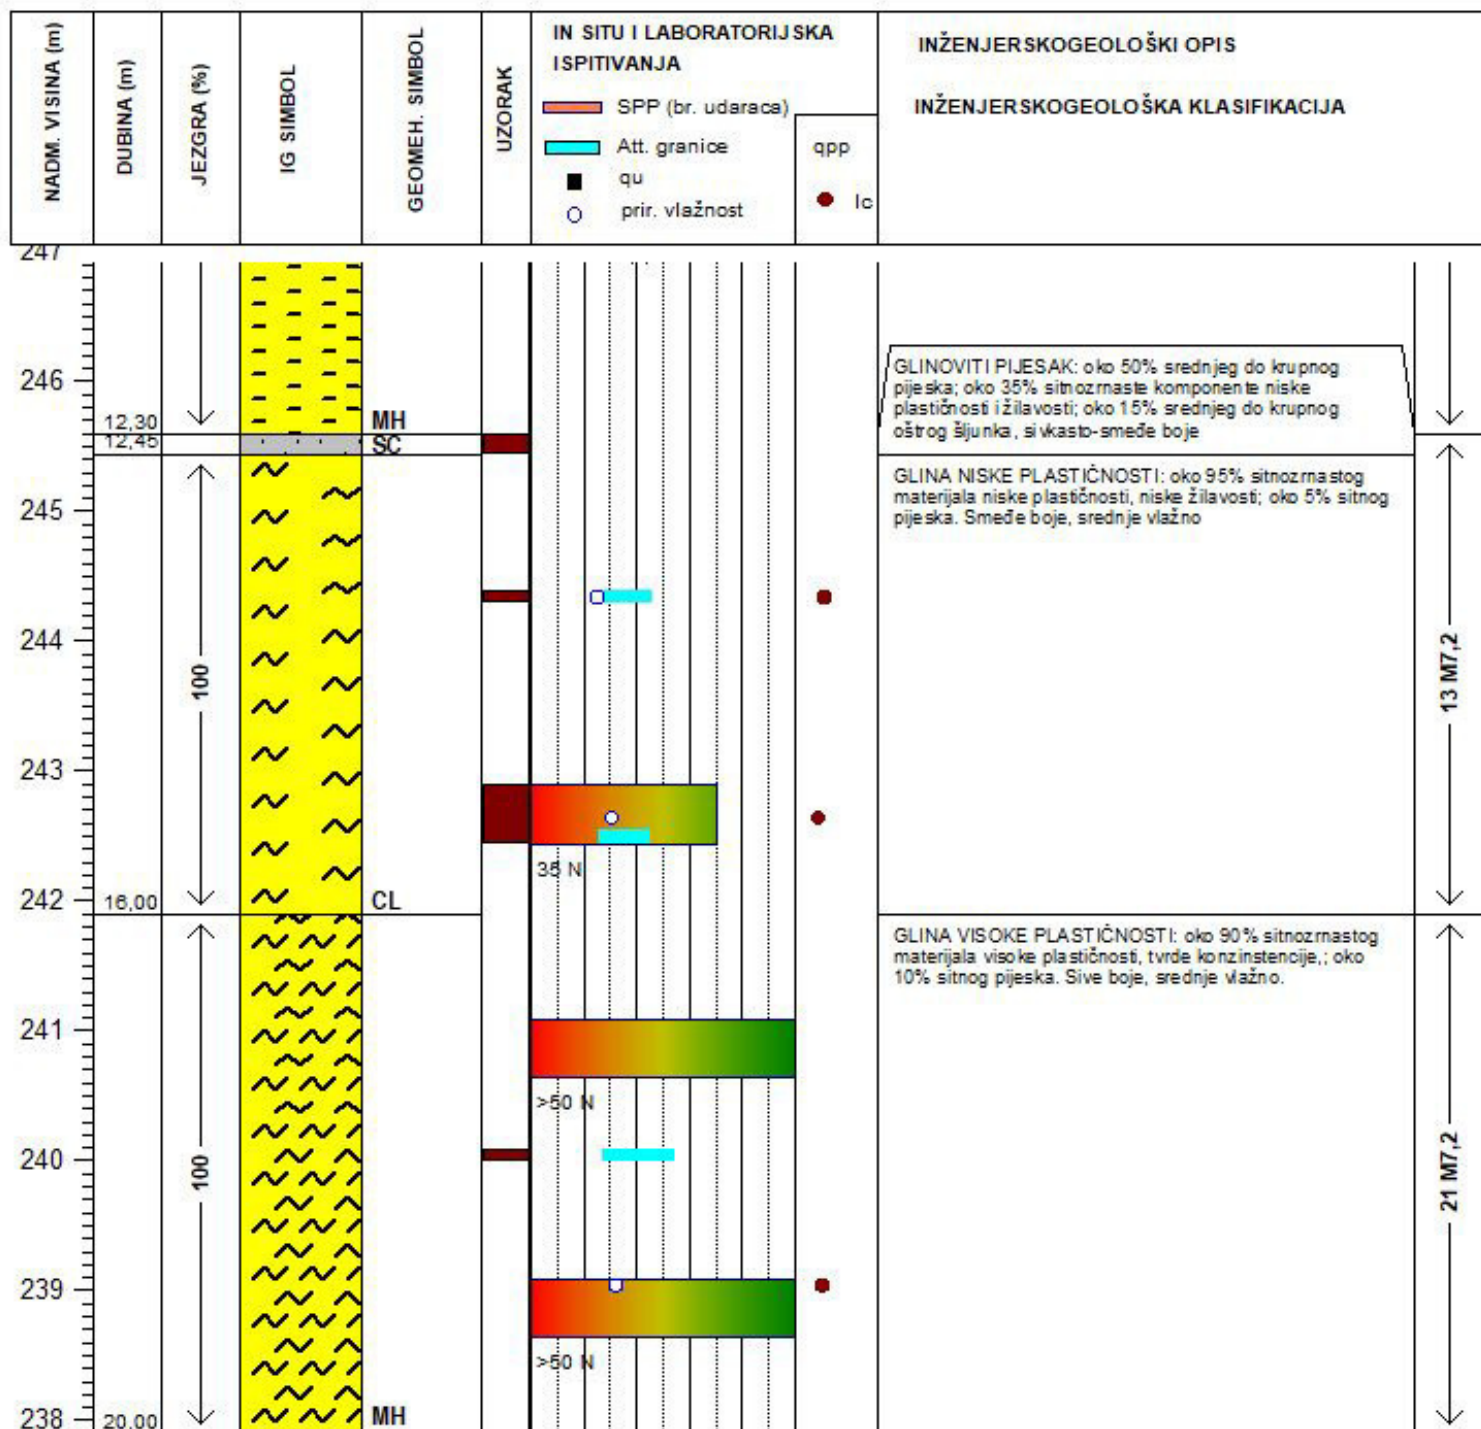 NADM. VISINA (m)
DUBINA (m)
JEZGRA (%)
IG SIMBOL
GEOMEH. SIMBOL
UZORAK
IN SITU I LABORATORIJSKA
ISPITIVANJA
SPP (br. udaraca)
Att. granice
qu
prir. vlažnost
qpp
Ic
INŽENJERSKOGEOLOŠKI OPIS
INŽENJERSKOGEOLOŠKA KLASIFIKACIJA
247
246
12,30
MH
12,45
SC
GLINOVITI PIJESAK: oko 50% srednjeg do krupnog
pijeska; oko 35% sitnozrnaste komponente niske
plastičnosti i žilavosti; oko 15% srednjeg do krupnog
oštrog šljunka, sivkasto-smeđe boje
GLINA NISKE PLASTIČNOSTI: oko 95% sitnozrnastog
materijala niske plastičnosti, niske žilavosti; oko 5% sitnog
pijeska. Smeđe boje, srednje vlažno
245
244
100
13 M7,2
243
35 N
242
16,00
CL
GLINA VISOKE PLASTIČNOSTI: oko 90% sitnozrnastog
materijala visoke plastičnosti, tvrde konzinstencije,; oko
10% sitnog pijeska. Sive boje, srednje vlažno.
241
>50 N
240
100
21 M7,2
239
>50 N
238
20,00
MH